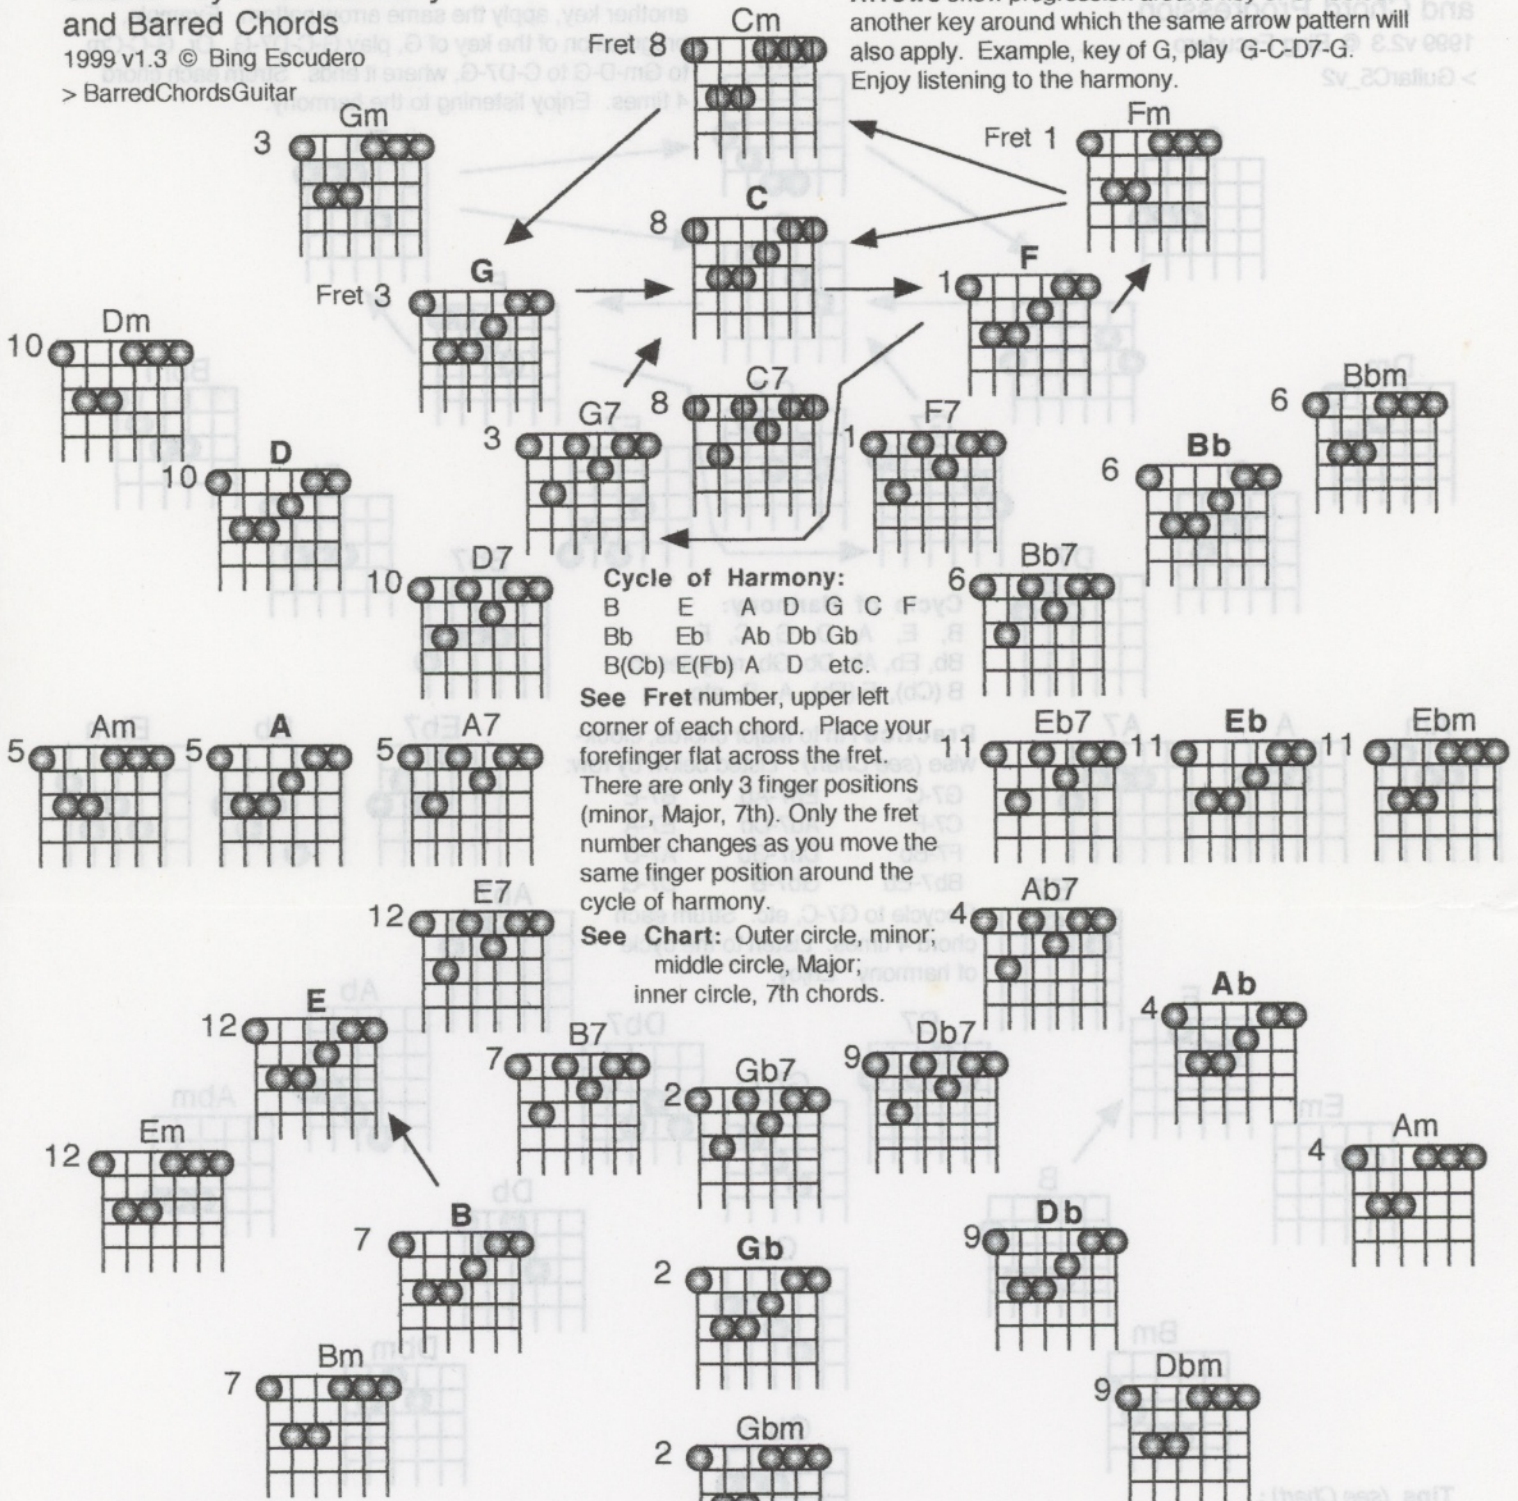 and Barred Chords
1999 v1.3 © Bing Escudero
> BarredChordsGuitar
another key around which the same arrow pattern will
also apply. Example, key of G, play G-C-D7-G.
Enjoy listening to the harmony.
Cm
Fret 8
Gm
3
Fm
Fret 1
C
8
G
Fret 3
F
1
Dm
10
C7
8
G7
3
F7
1
Bbm
6
D
10
Bb
6
D7
10
Bb7
6
Cycle of Harmony:
B E A D G C F
Bb Eb Ab Db Gb
B(Cb) E(Fb) A D etc.
See Fret number, upper left
corner of each chord. Place your
forefinger flat across the fret.
There are only 3 finger positions
(minor, Major, 7th). Only the fret
number changes as you move the
same finger position around the
cycle of harmony.
See Chart: Outer circle, minor;
middle circle, Major;
inner circle, 7th chords.
Am
5
A
5
A7
5
Eb7
11
Eb
11
Ebm
11
E7
12
Ab7
4
E
12
Ab
4
B7
7
Gb7
2
Db7
9
Em
12
Am
4
B
7
Gb
2
Db
9
Bm
7
Dbm
9
Gbm
2